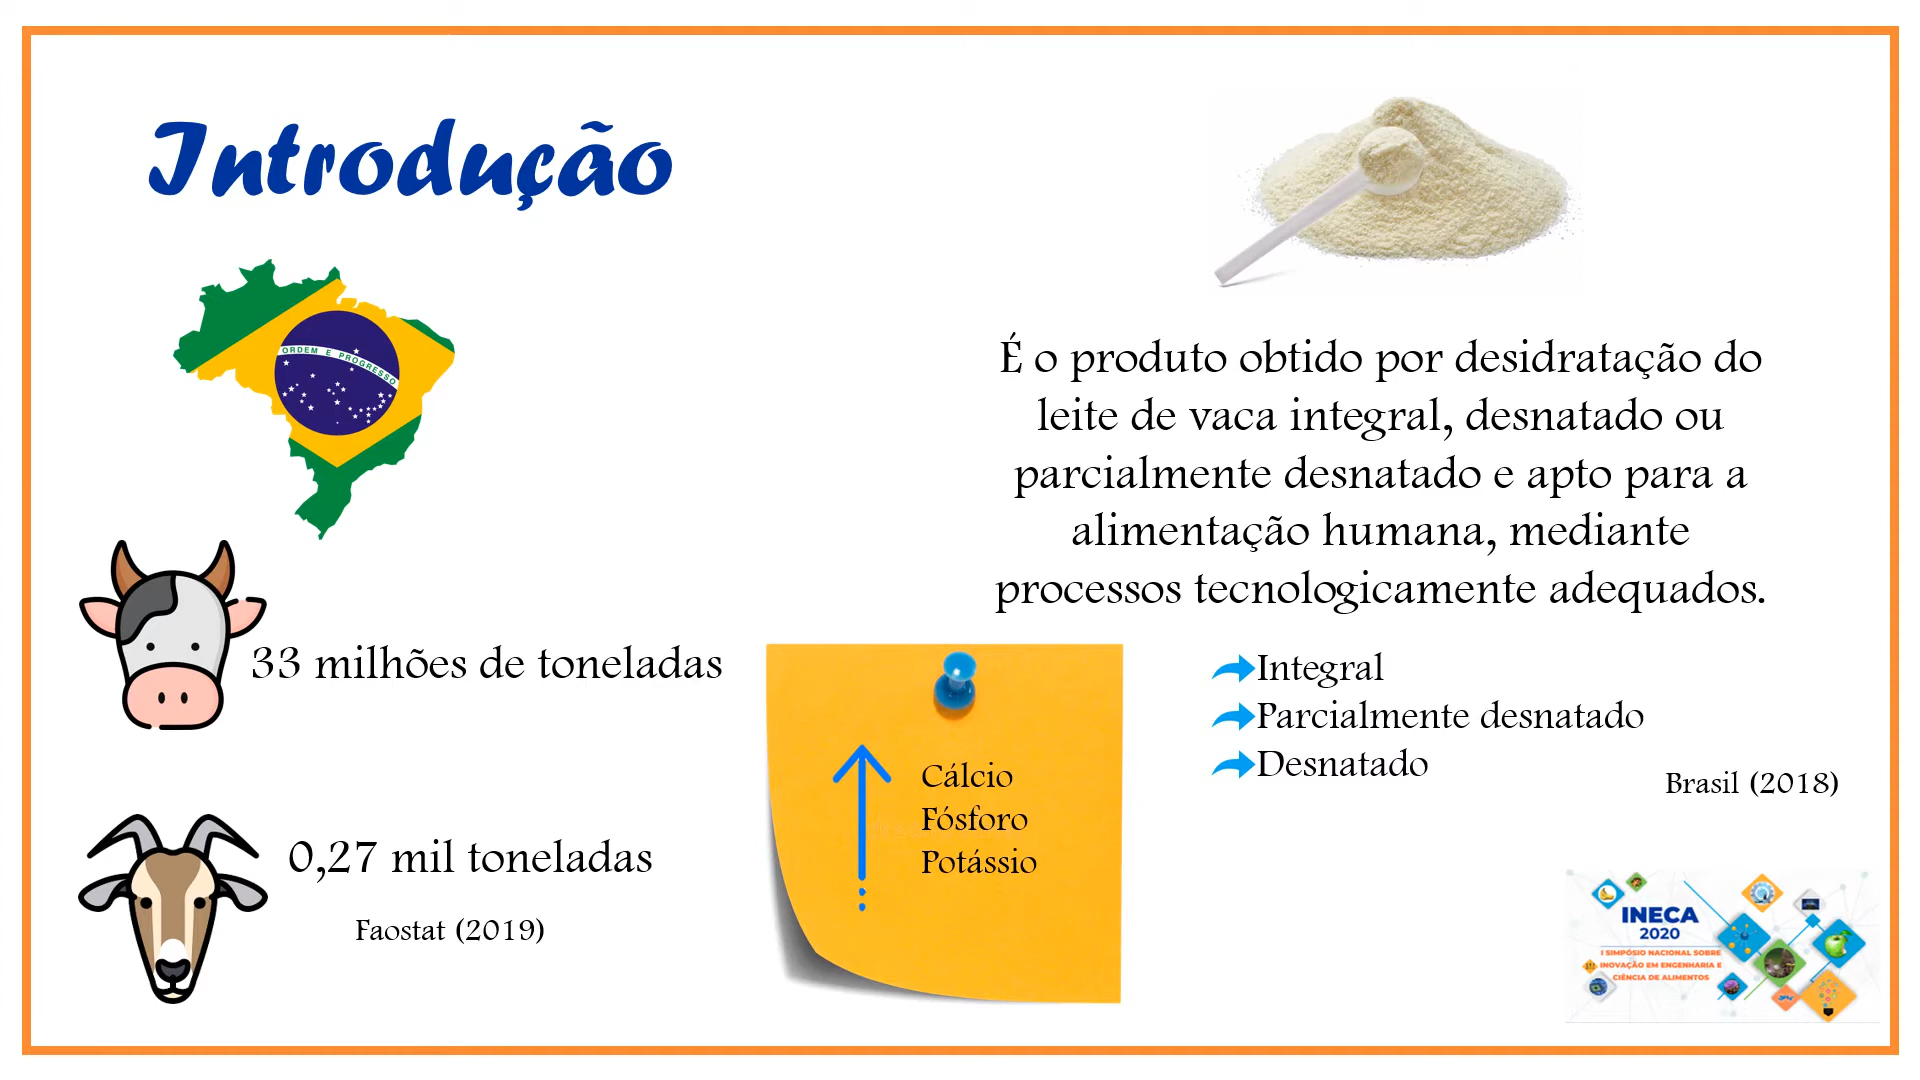 Introdução
ORDEM E PROGRESSO
33 milhões de toneladas
0,27 mil toneladas
Faostat (2019)
Cálcio
Fósforo
Potássio
É o produto obtido por desidratação do
leite de vaca integral, desnatado ou
parcialmente desnatado e apto para a
alimentação humana, mediante
processos tecnologicamente adequados.
Integral
Parcialmente desnatado
Desnatado
Brasil (2018)
INECA
2020
I SIMPÓSIO NACIONAL SOBRE
INOVAÇÃO EM ENGENHARIA E
CIÊNCIA DE ALIMENTOS